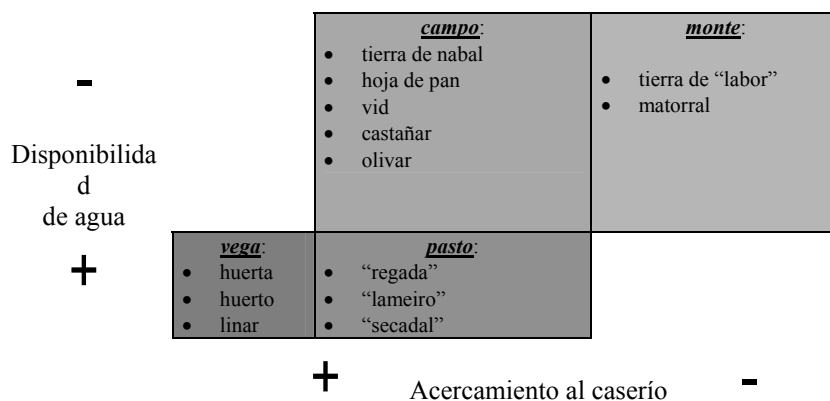 campo:
• tierra de nabal
• hoja de pan
• vid
• castañar
• olivar
monte:
• tierra de “labor”
• matorral
-
Disponibilida
d
de agua
+
vega:
• huerta
• huerto
• linar
pasto:
• “regada”
• “lameiro”
• “secadal”
+
Acercamiento al caserío
-